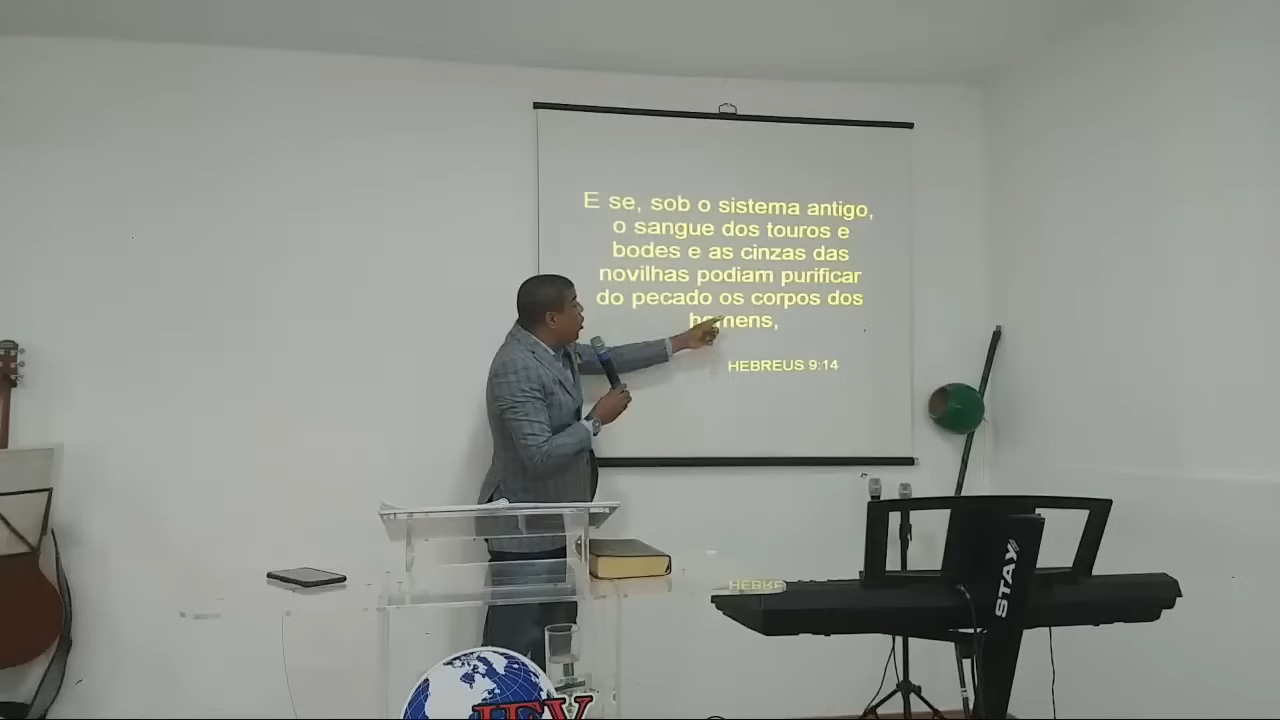 E se, sob o sistema antigo,
o sangue dos touros e
bodes e as cinzas das
novilhas podiam purificar
do pecado os corpos dos
homens,
HEBREUS 9:14
STAY
IEV